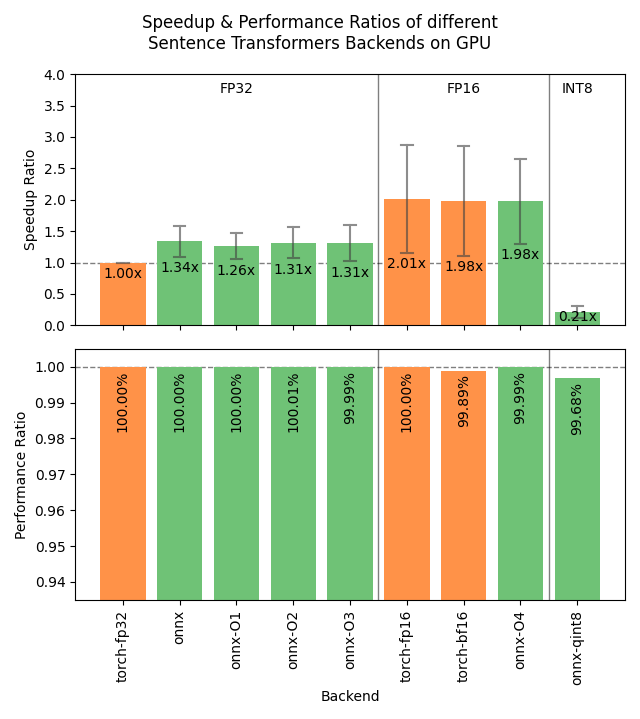 Speedup & Performance Ratios of different
Sentence Transformers Backends on GPU
4.0
3.5
3.0
2.5
2.0
1.5
1.0
0.5
0.0
Speedup Ratio
FP32
FP16
INT8
1.00x
1.34x
1.26x
1.31x
1.31x
2.01x
1.98x
1.98x
0.21x
1.00
0.99
0.98
0.97
0.96
0.95
0.94
Performance Ratio
100.00%
100.00%
100.00%
100.01%
99.99%
100.00%
99.89%
99.99%
99.68%
torch-fp32
onnx
onnx-O1
onnx-O2
onnx-O3
torch-fp16
torch-bf16
onnx-O4
onnx-qint8
Backend